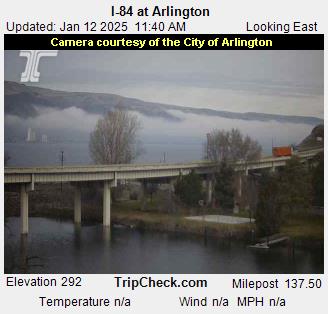 I-84 at Arlington
Updated: Jan 12 2025 11:40 AM Looking East
Camera courtesy of the City of Arlington
Elevation 292 TripCheck.com Milepost 137.50
Temperature n/a Wind n/a MPH n/a